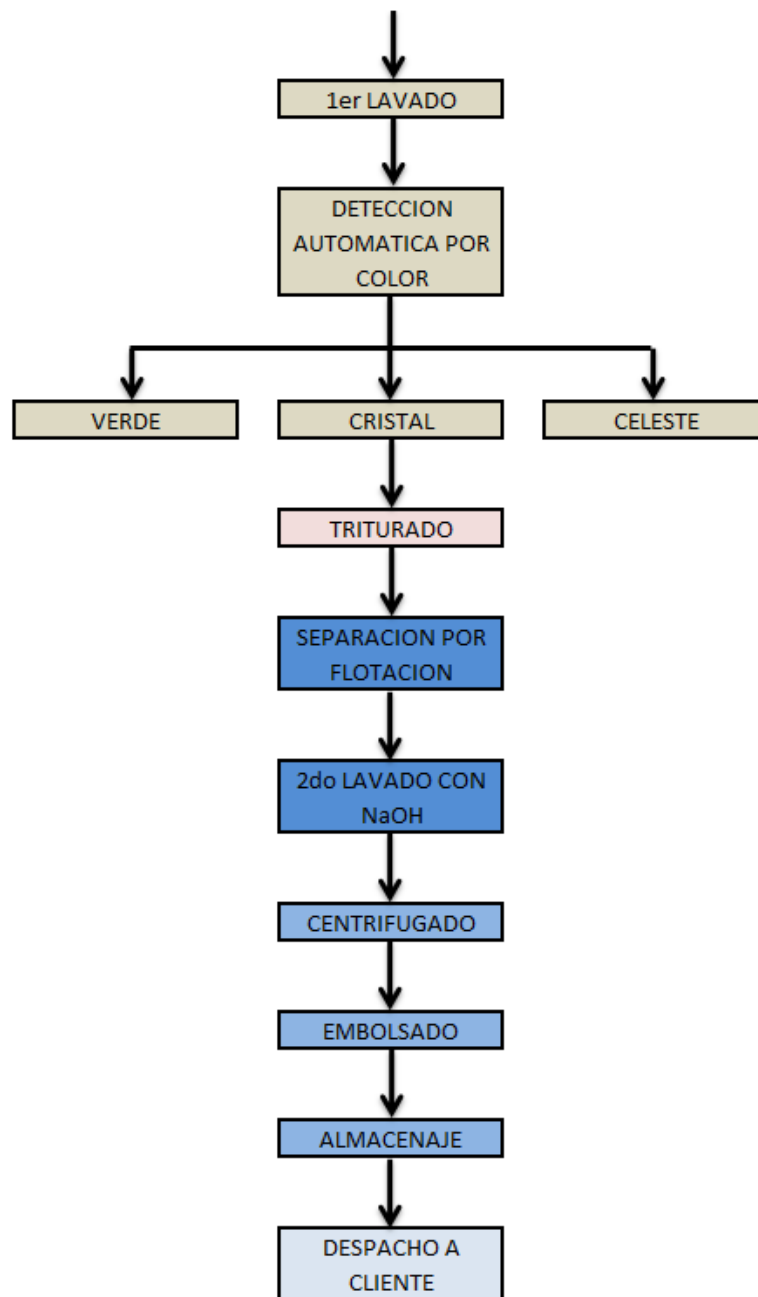 1er LAVADO
DETECCION
AUTOMATICA POR
COLOR
VERDE
CRISTAL
CELESTE
TRITURADO
SEPARACION POR
FLOTACION
2do LAVADO CON
NaOH
CENTRIFUGADO
EMBOLSADO
ALMACENAJE
DESPACHO A
CLIENTE